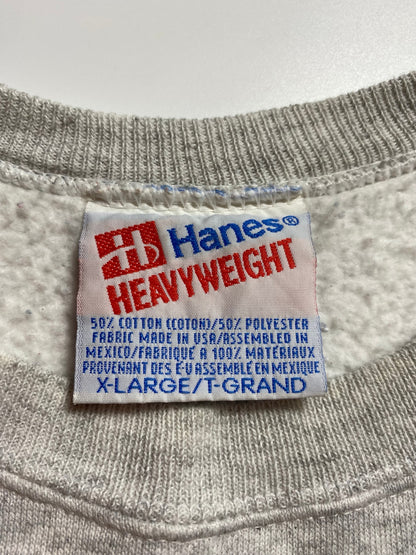 Hanes®
HEAVYWEIGHT
50% COTTON (COTON)/50% POLYESTER
FABRIC MADE IN USA/ASSEMBLED IN
MEXICO/FABRIQUÉ A 100% MATÉRIAUX
PROVENANT DES É-U ASSEMBLÉ EN MEXIQUE
X-LARGE/T-GRAND